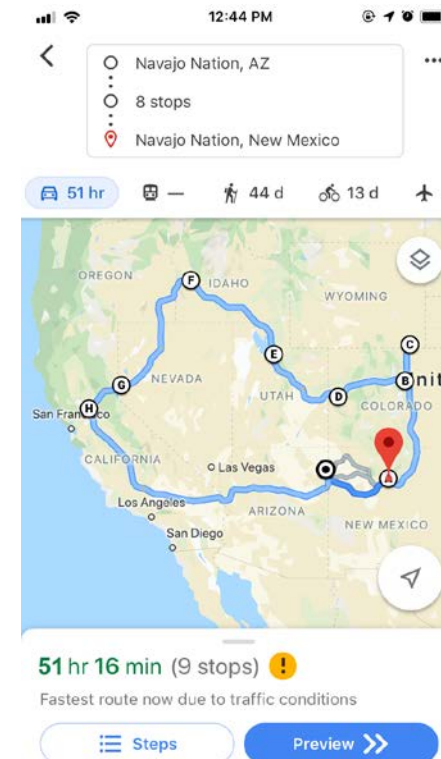 12:44 PM
Navajo Nation, AZ
8 stops
Navajo Nation, New Mexico
51 hr
—
44 d
13 d
OREGON
F
IDAHO
WYOMING
E
C
G
NEVADA
UTAH
D
B
nit
COLORADO
H
San Francisco
CALIFORNIA
Las Vegas
A
Los Angeles
ARIZONA
NEW MEXICO
San Diego
51 hr 16 min (9 stops)
Fastest route now due to traffic conditions
Steps
Preview